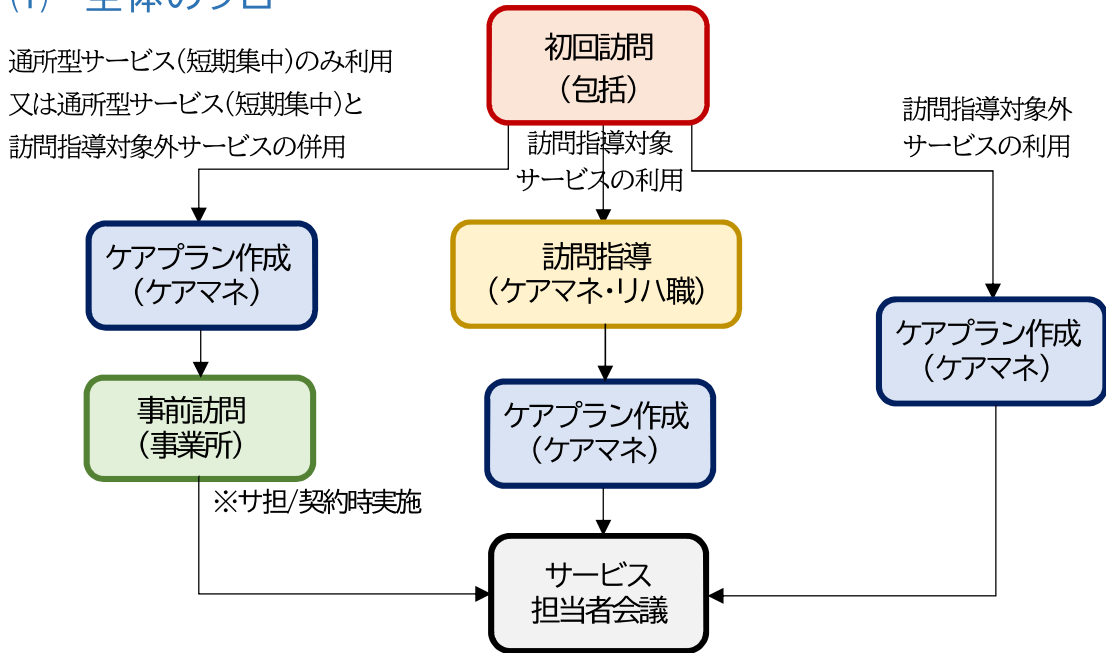 初回訪問
（包括）
通所型サービス（短期集中）のみ利用
又は通所型サービス（短期集中）と
訪問指導対象外サービスの併用
訪問指導対象
サービスの利用
訪問指導対象外
サービスの利用
ケアプラン作成
（ケアマネ）
訪問指導
（ケアマネ・リハ職）
ケアプラン作成
（ケアマネ）
事前訪問
（事業所）
ケアプラン作成
（ケアマネ）
※サ担/契約時実施
サービス
担当者会議